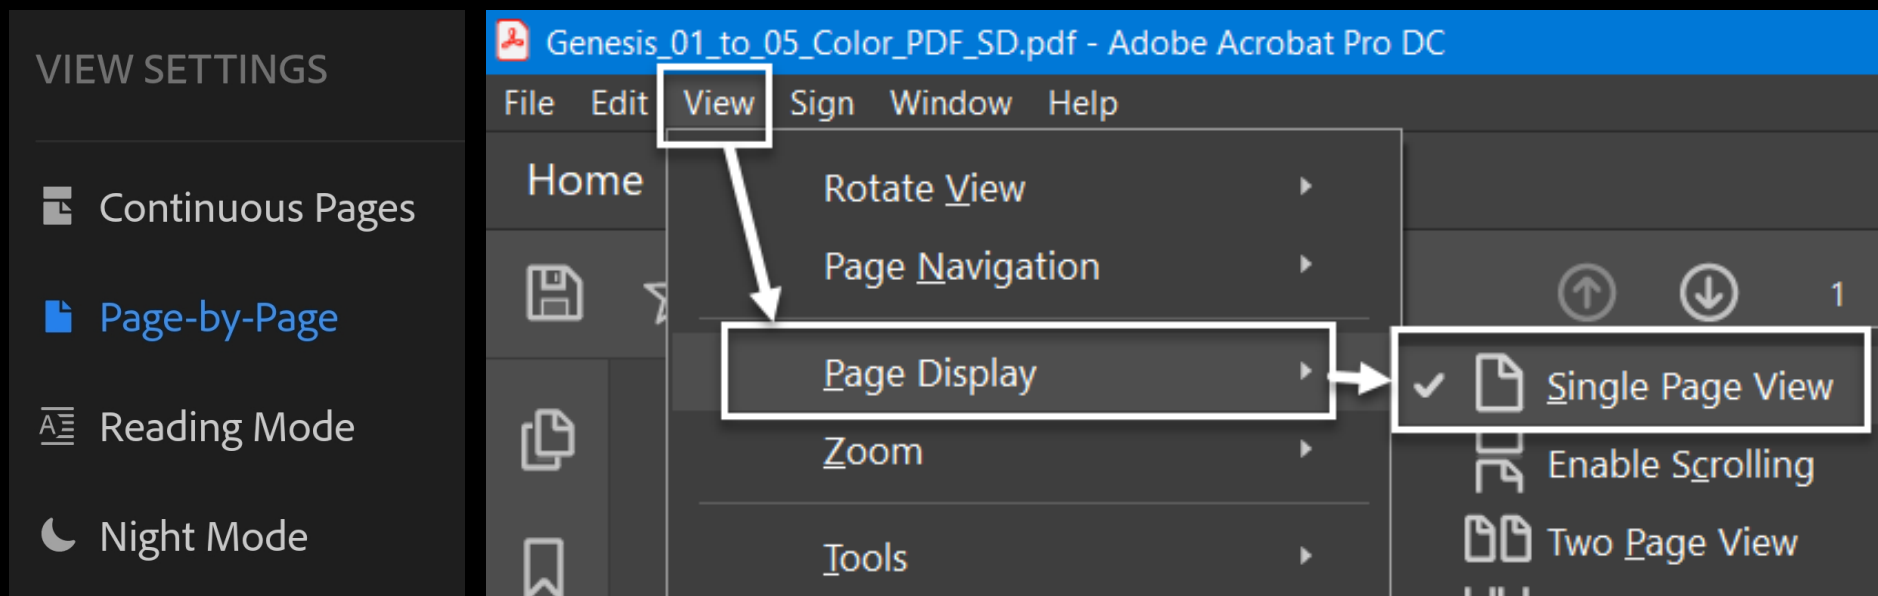 VIEW SETTINGS
Continuous Pages
Page-by-Page
Reading Mode
Night Mode
Genesis_01_to_05_Color_PDF_SD.pdf - Adobe Acrobat Pro DC
File Edit View Sign Window Help
Home
Rotate View
Page Navigation
1
Page Display
Single Page View
Zoom
Enable Scrolling
Two Page View
Tools